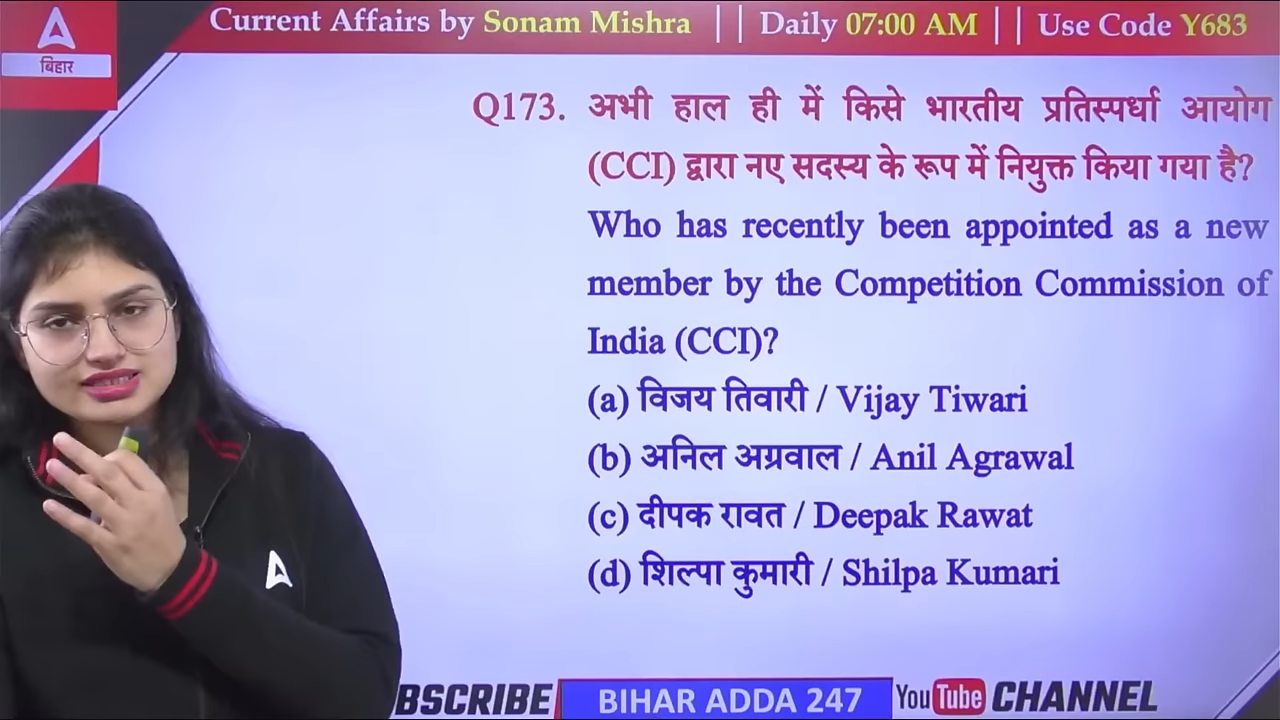 Current Affairs by Sonam Mishra || Daily 07:00 AM || Use Code Y683
बिहार
Q173. अभी हाल ही में किसे भारतीय प्रतिस्पर्धा आयोग
(CCI) द्वारा नए सदस्य के रूप में नियुक्त किया गया है?
Who has recently been appointed as a new
member by the Competition Commission of
India (CCI)?
(a) विजय तिवारी / Vijay Tiwari
(b) अनिल अग्रवाल / Anil Agrawal
(c) दीपक रावत / Deepak Rawat
(d) शिल्पा कुमारी / Shilpa Kumari
BSCRIBE BIHAR ADDA 247 YouTube CHANNEL